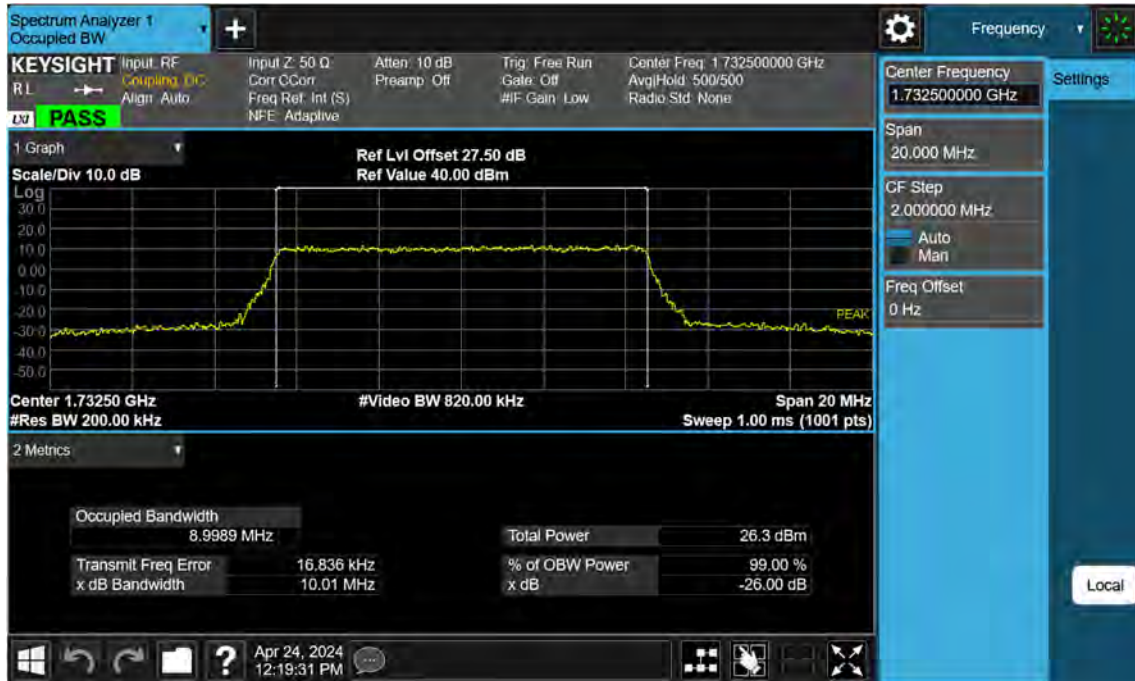 Spectrum Analyzer 1
Occupied BW
+
Frequency
KEYSIGHT
RL
Input: RF
Coupling: DC
Align: Auto
Input Z: 50 Ω
Corr CCorr
Freq Ref: Int (S)
NFE: Adaptive
Atten: 10 dB
Preamp: Off
Trig: Free Run
Gate: Off
#IF Gain: Low
Center Freq: 1.732500000 GHz
Avg|Hold: 500/500
Radio Std: None
LXI
PASS
Center Frequency
1.732500000 GHz
Settings
Span
20.000 MHz
CF Step
2.000000 MHz
Auto
Man
Freq Offset
0 Hz
1 Graph
Scale/Div 10.0 dB
Ref Lvl Offset 27.50 dB
Ref Value 40.00 dBm
Log
30.0
20.0
10.0
0.00
-10.0
-20.0
-30.0
-40.0
-50.0
PEAK
Center 1.73250 GHz
#Video BW 820.00 kHz
Span 20 MHz
#Res BW 200.00 kHz
Sweep 1.00 ms (1001 pts)
2 Metrics
Occupied Bandwidth
8.9989 MHz
Total Power 26.3 dBm
Transmit Freq Error 16.836 kHz
% of OBW Power 99.00 %
x dB Bandwidth 10.01 MHz
x dB -26.00 dB
Local
?
Apr 24, 2024
12:19:31 PM